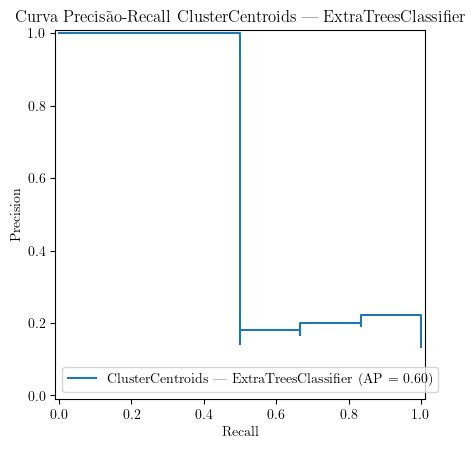 Curva Precisão-Recall ClusterCentroids — ExtraTreesClassifier
1.0
0.8
0.6
0.4
0.2
0.0
Precision
ClusterCentroids — ExtraTreesClassifier (AP = 0.60)
0.0 0.2 0.4 0.6 0.8 1.0
Recall